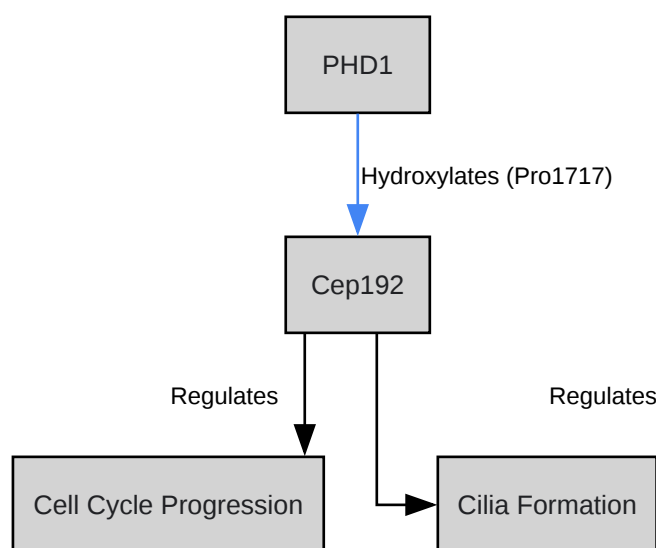 PHD1
Hydroxylates (Pro1717)
Cep192
Regulates
Regulates
Cell Cycle Progression
Cilia Formation